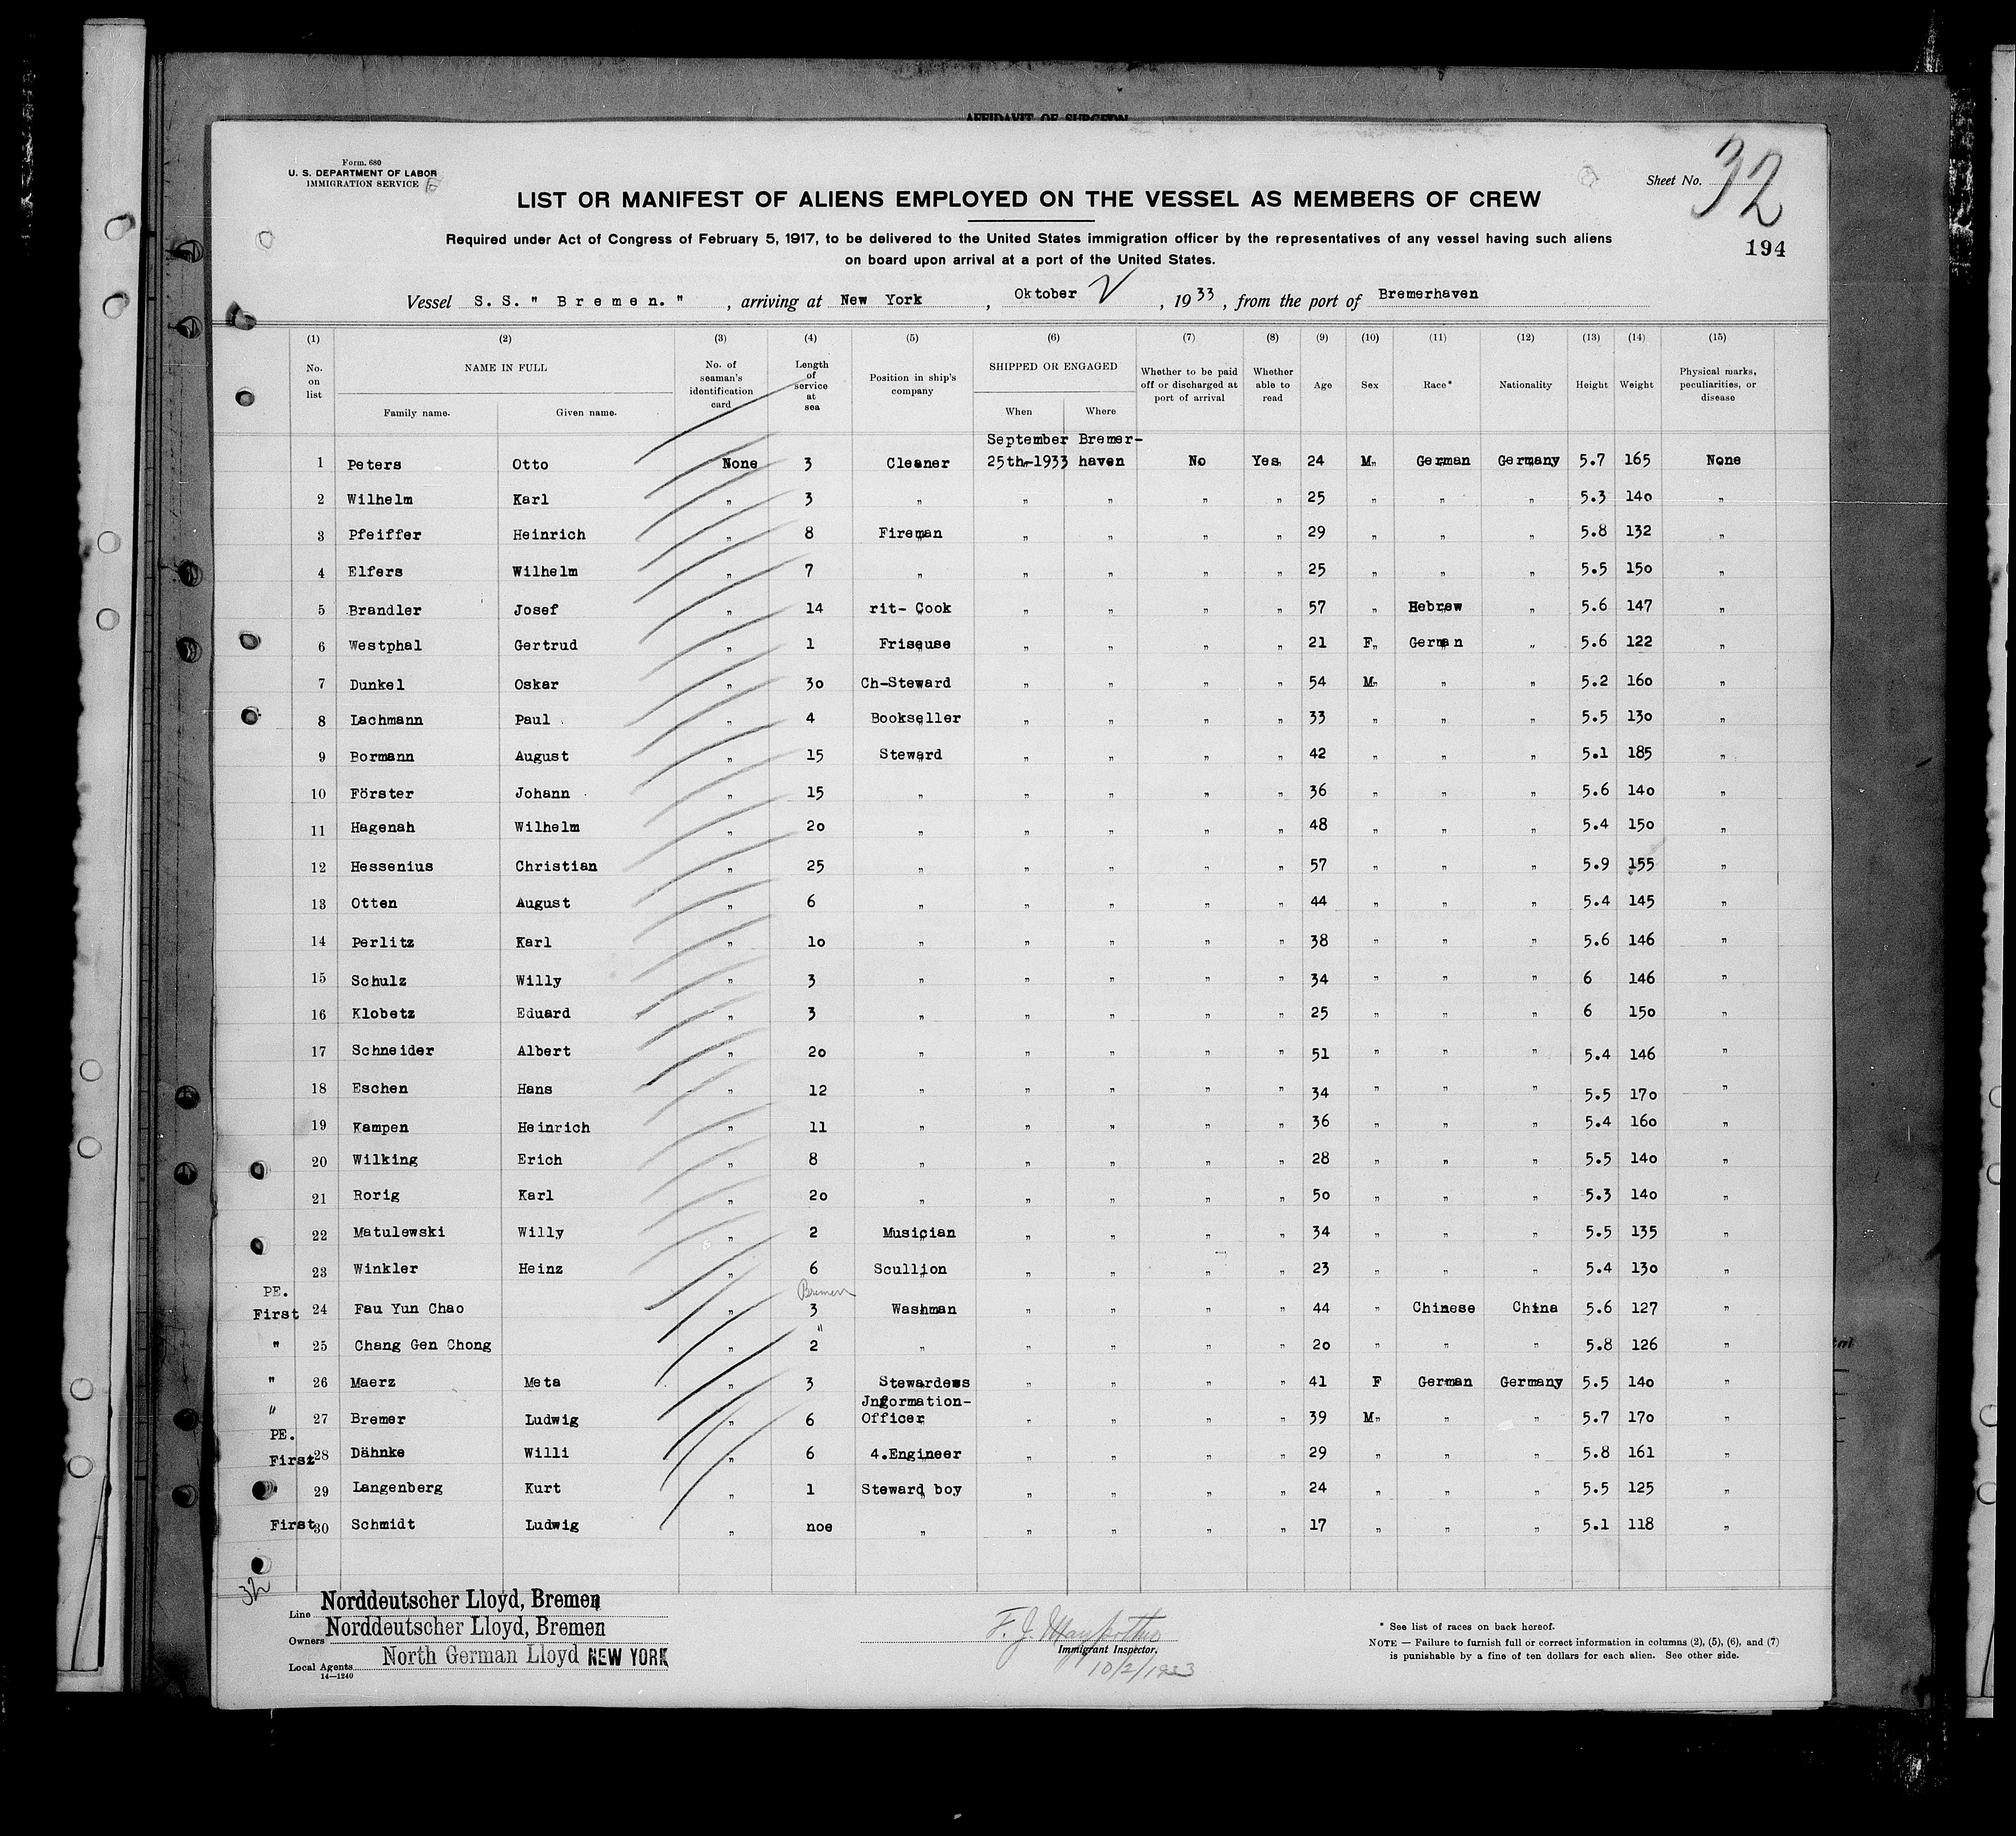 AFFIDAVIT OF SURGEON
Form. 680
U. S. DEPARTMENT OF LABOR
IMMIGRATION SERVICE
Sheet No. 32
LIST OR MANIFEST OF ALIENS EMPLOYED ON THE VESSEL AS MEMBERS OF CREW
194
Required under Act of Congress of February 5, 1917, to be delivered to the United States immigration officer by the representatives of any vessel having such aliens
on board upon arrival at a port of the United States.
Vessel S. S. " B r e m e n. " , arriving at New York , Oktober 2 , 1933 , from the port of Bremerhaven
(1) (2) (3) (4) (5) (6) (7) (8) (9) (10) (11) (12) (13) (14) (15)
No. on list NAME IN FULL Family name. Given name. No. of seaman's identification card Length of service at sea Position in ship's company SHIPPED OR ENGAGED When Where Whether to be paid off or discharged at port of arrival Whether able to read Age Sex Race* Nationality Height Weight Physical marks, peculiarities, or disease
September Bremer-
1 Peters Otto None 3 Cleaner 25th-1933 haven No Yes 24 M German Germany 5.7 165 None
2 Wilhelm Karl " 3 " " " " " 25 " " " 5.3 140 "
3 Pfeiffer Heinrich " 8 Fireman " " " " 29 " " " 5.8 132 "
4 Elfers Wilhelm " 7 " " " " " 25 " " " 5.5 150 "
5 Brandler Josef " 14 rit- Cook " " " " 57 " Hebrew " 5.6 147 "
6 Westphal Gertrud " 1 Friseuse " " " " 21 F German " 5.6 122 "
7 Dunkel Oskar " 30 Ch-Steward " " " " 54 M " " 5.2 160 "
8 Lachmann Paul " 4 Bookseller " " " " 33 " " " 5.5 130 "
9 Bormann August " 15 Steward " " " " 42 " " " 5.1 185 "
10 Förster Johann " 15 " " " " " 36 " " " 5.6 140 "
11 Hagenah Wilhelm " 20 " " " " " 48 " " " 5.4 150 "
12 Hessenius Christian " 25 " " " " " 57 " " " 5.9 155 "
13 Otten August " 6 " " " " " 44 " " " 5.4 145 "
14 Perlitz Karl " 10 " " " " " 38 " " " 5.6 146 "
15 Schulz Willy " 3 " " " " " 34 " " " 6 146 "
16 Klobetz Eduard " 3 " " " " " 25 " " " 6 150 "
17 Schneider Albert " 20 " " " " " 51 " " " 5.4 146 "
18 Eschen Hans " 12 " " " " " 34 " " " 5.5 170 "
19 Kampen Heinrich " 11 " " " " " 36 " " " 5.4 160 "
20 Wilking Erich " 8 " " " " " 28 " " " 5.5 140 "
21 Rorig Karl " 20 " " " " " 50 " " " 5.3 140 "
22 Matulewski Willy " 2 Musician " " " " 34 " " " 5.5 135 "
23 Winkler Heinz " 6 Scullion " " " " 23 " " " 5.4 130 "
PE. Bremen
First 24 Fau Yun Chao " 3 Washman " " " " 44 " Chinese China 5.6 127 "
" 25 Chang Gen Chong " " 2 " " " " " 20 " " " 5.8 126 "
" 26 Maerz Meta " 3 Stewardess " " " " 41 F German Germany 5.5 140 "
Jnformation-
" 27 Bremer Ludwig " 6 Officer " " " " 39 M " " 5.7 170 "
PE.
First 28 Dähnke Willi " 6 4.Engineer " " " " 29 " " " 5.8 161 "
29 Langenberg Kurt " 1 Steward boy " " " " 24 " " " 5.5 125 "
First 30 Schmidt Ludwig " noe " " " " " 17 " " " 5.1 118 "
32
Line Norddeutscher Lloyd, Bremen
Owners Norddeutscher Lloyd, Bremen
Local Agents North German Lloyd NEW YORK
14—1240
F. J.
Immigrant Inspector.
10/2/1933
* See list of races on back hereof.
NOTE — Failure to furnish full or correct information in columns (2), (5), (6), and (7)
is punishable by a fine of ten dollars for each alien. See other side.